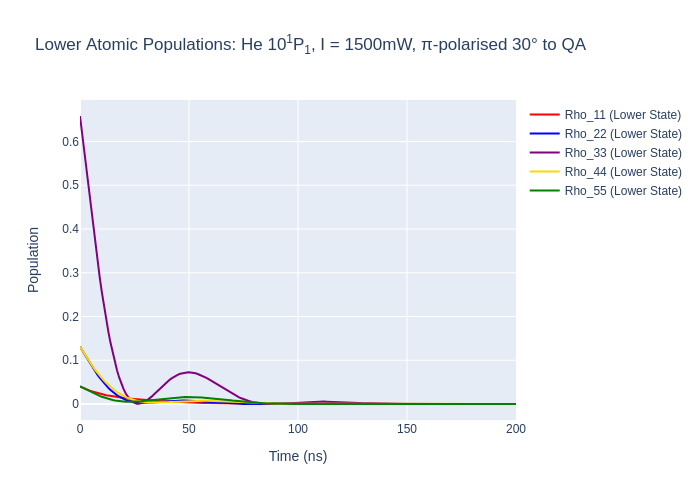 Lower Atomic Populations: He 10¹P₁, I = 1500mW, π-polarised 30° to QA
Rho_11 (Lower State)
Rho_22 (Lower State)
Rho_33 (Lower State)
Rho_44 (Lower State)
Rho_55 (Lower State)
Population
0.6
0.5
0.4
0.3
0.2
0.1
0
0 50 100 150 200
Time (ns)